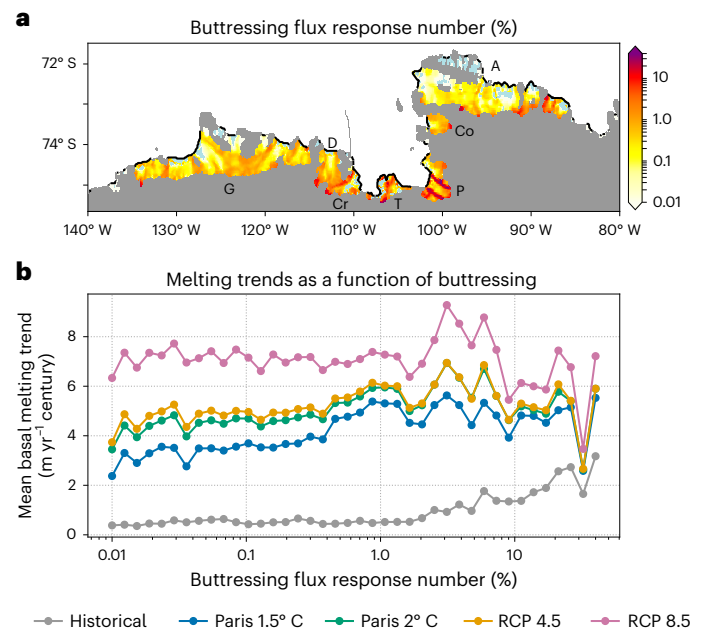 a
Buttressing flux response number (%)
72° S
74° S
A
Co
D
G
Cr
T
P
10
1.0
0.1
0.01
140° W 130° W 120° W 110° W 100° W 90° W 80° W
b
Melting trends as a function of buttressing
Mean basal melting trend
(m yr⁻¹ century)
8
6
4
2
0
0.01 0.1 1.0 10
Buttressing flux response number (%)
Historical Paris 1.5° C Paris 2° C RCP 4.5 RCP 8.5